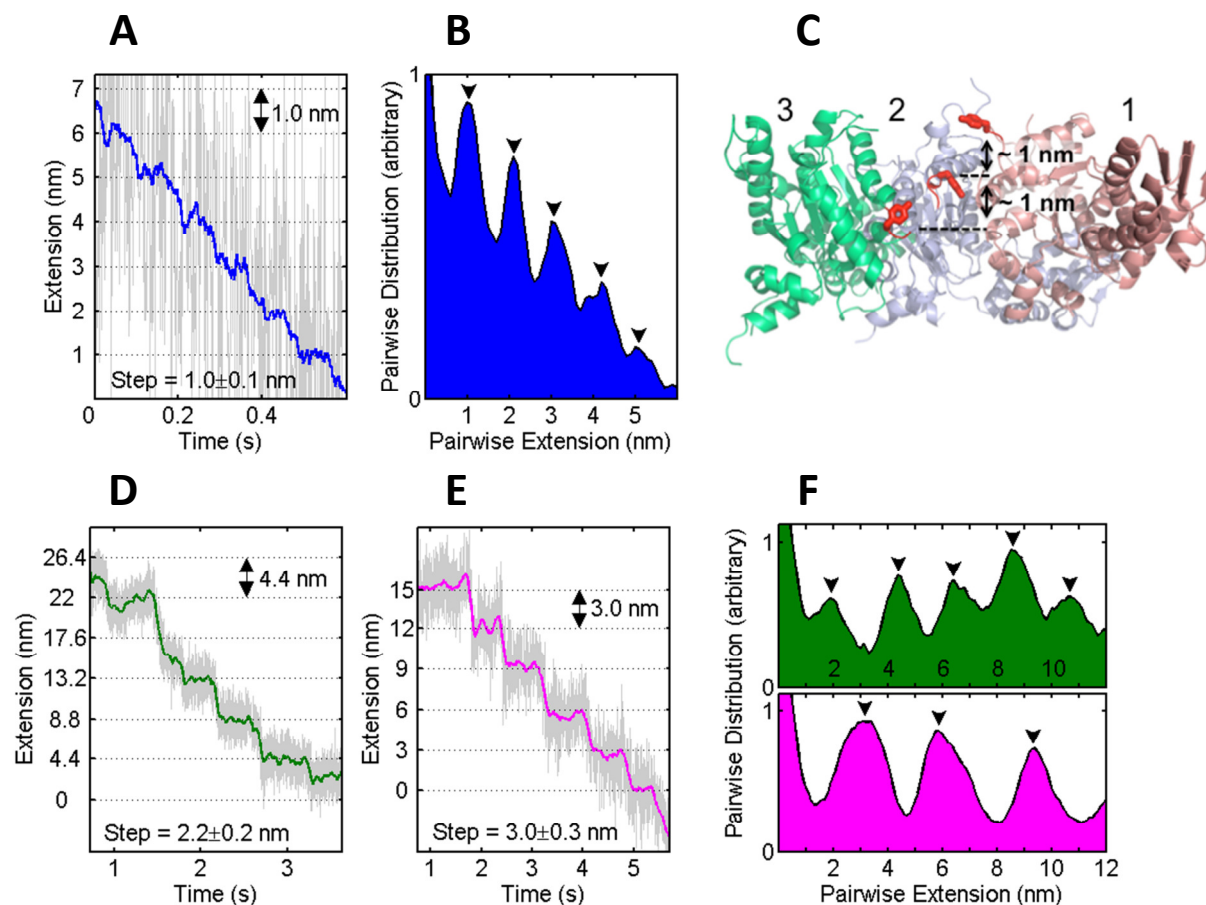 A
Extension (nm)
7
6
5
4
3
2
1
1.0 nm
Step = 1.0±0.1 nm
0 0.2 0.4
Time (s)
B
Pairwise Distribution (arbitrary)
1
0
1 2 3 4 5
Pairwise Extension (nm)
C
3 2 1
~ 1 nm
~ 1 nm
D
Extension (nm)
26.4
22
17.6
13.2
8.8
4.4
0
4.4 nm
Step = 2.2±0.2 nm
1 2 3
Time (s)
E
Extension (nm)
15
12
9
6
3
0
3.0 nm
Step = 3.0±0.3 nm
1 2 3 4 5
Time (s)
F
Pairwise Distribution (arbitrary)
1
0
2 4 6 8 10
1
0
0 2 4 6 8 10 12
Pairwise Extension (nm)